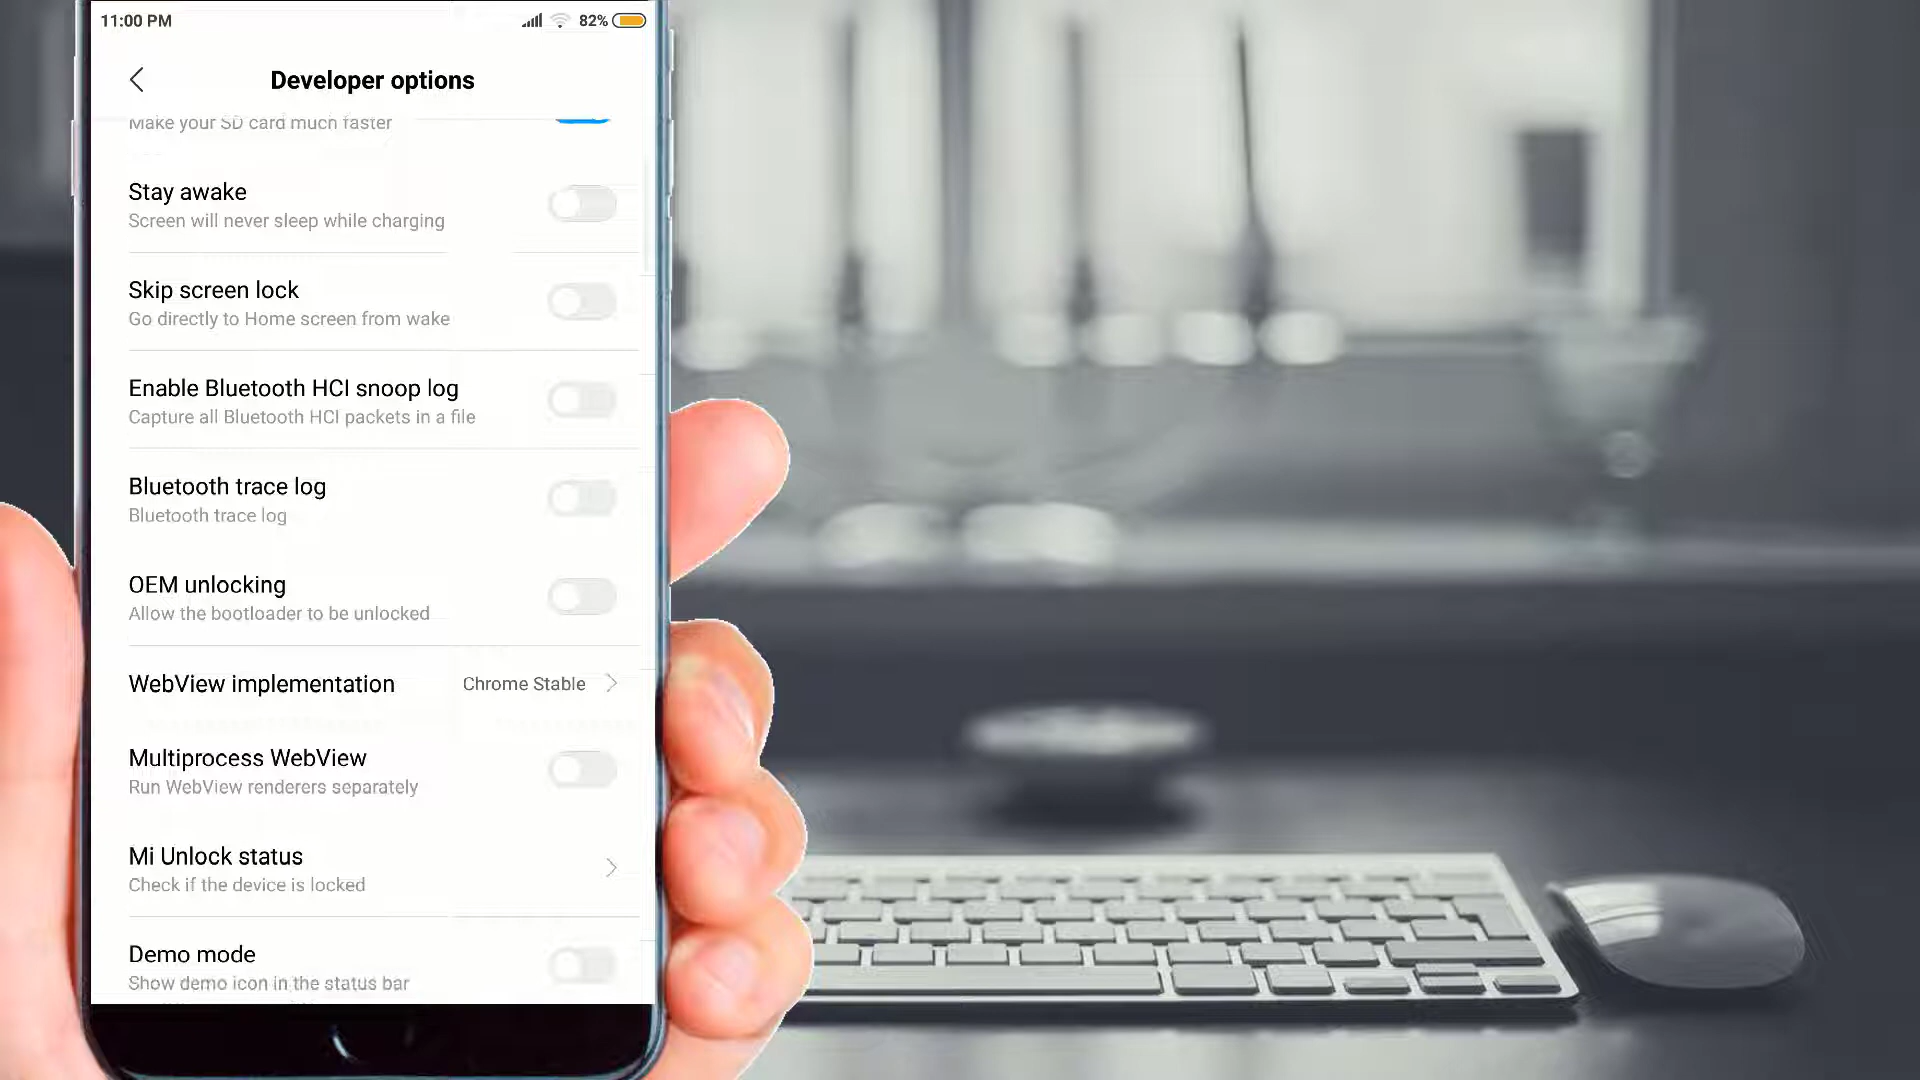 11:00 PM 82%
Developer options
Make your SD card much faster
Stay awake
Screen will never sleep while charging
Skip screen lock
Go directly to Home screen from wake
Enable Bluetooth HCI snoop log
Capture all Bluetooth HCI packets in a file
Bluetooth trace log
Bluetooth trace log
OEM unlocking
Allow the bootloader to be unlocked
WebView implementation Chrome Stable
Multiprocess WebView
Run WebView renderers separately
Mi Unlock status
Check if the device is locked
Demo mode
Show demo icon in the status bar